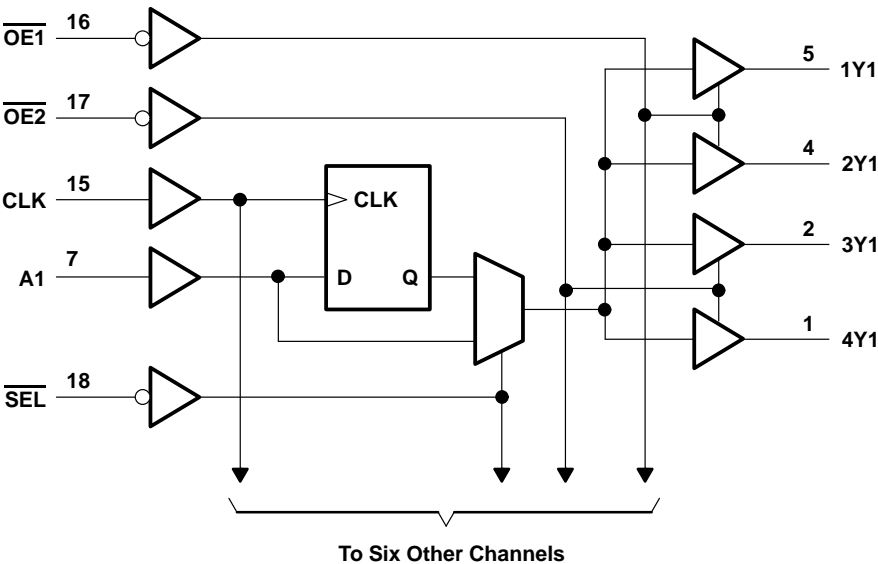 OE1 16
OE2 17
CLK 15
A1 7
SEL 18
CLK
D Q
5 1Y1
4 2Y1
2 3Y1
1 4Y1
To Six Other Channels